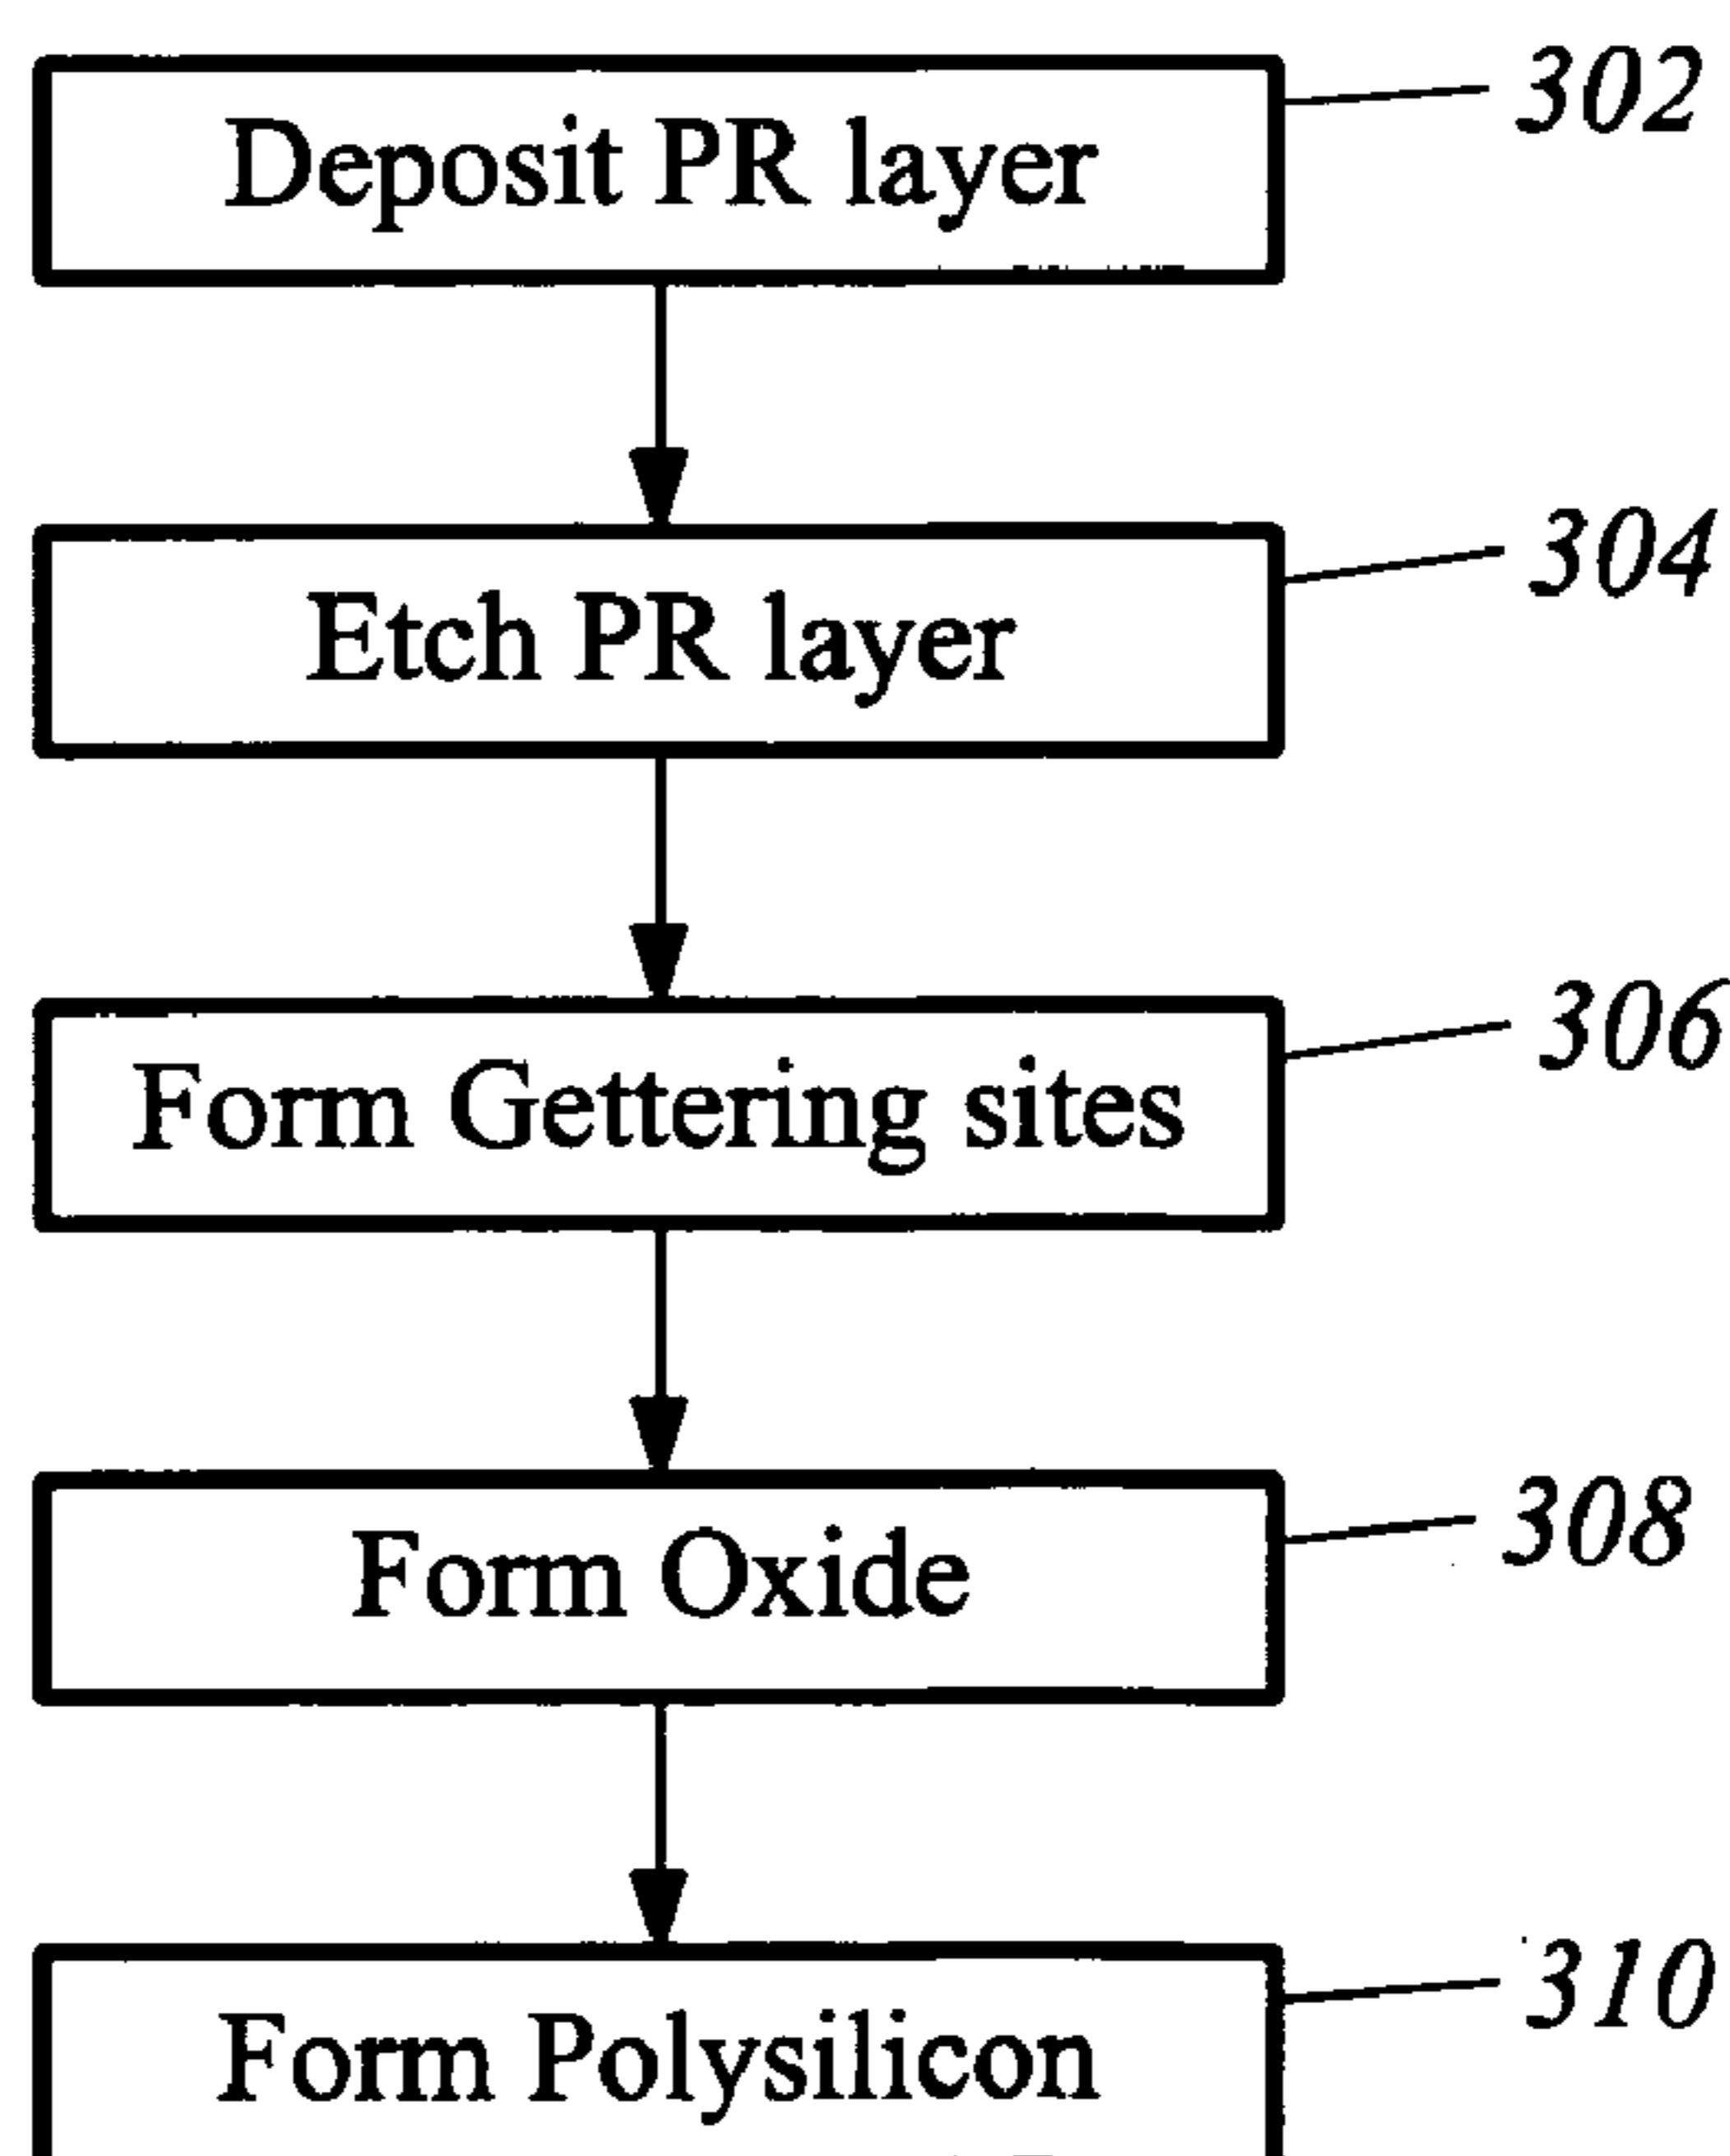 Deposit PR layer
302
Etch PR layer
304
Form Gettering sites
306
Form Oxide
308
Form Polysilicon
310